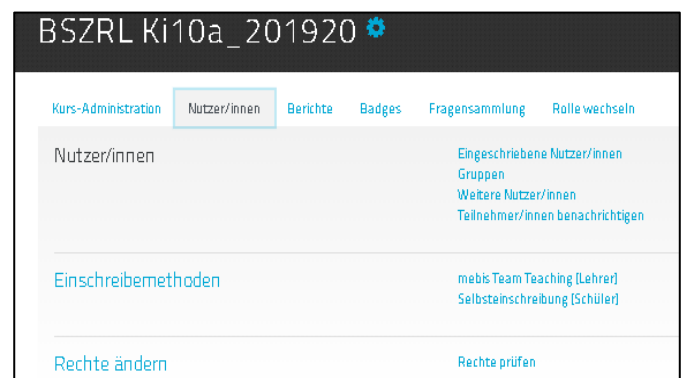 BSZRL Ki10a_201920
Kurs-Administration Nutzer/innen Berichte Badges Fragensammlung Rolle wechseln
Nutzer/innen Eingeschriebene Nutzer/innen
Gruppen
Weitere Nutzer/innen
Teilnehmer/innen benachrichtigen
Einschreibemethoden mebis Team Teaching [Lehrer]
Selbsteinschreibung [Schüler]
Rechte ändern Rechte prüfen